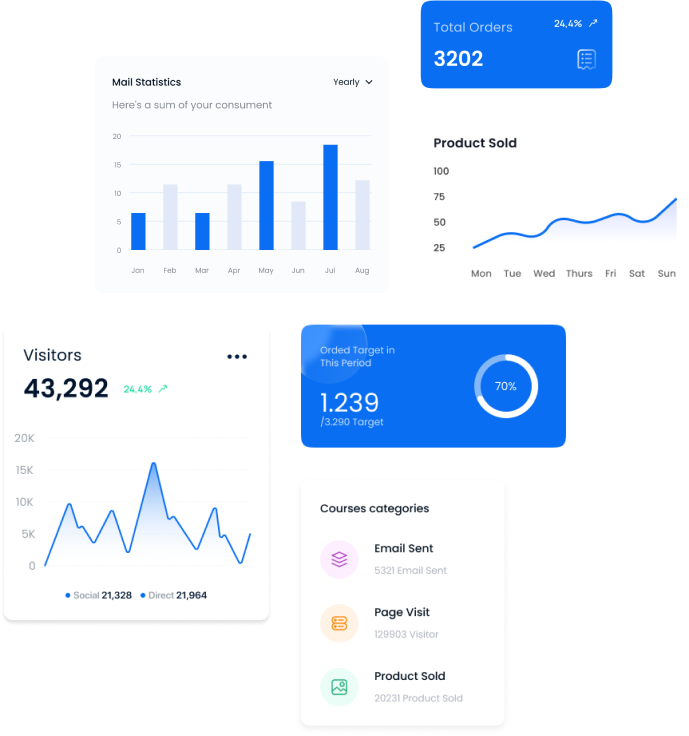 Total Orders
24,4%
3202
Mail Statistics
Yearly
Here's a sum of your consument
20
15
10
5
0
Jan Feb Mar Apr May Jun Jul Aug
Product Sold
100
75
50
25
Mon Tue Wed Thurs Fri Sat Sun
Visitors
43,292
24,4%
20K
15K
10K
5K
0
Social 21,328 Direct 21,964
Orded Target in
This Period
1.239
/3.290 Target
70%
Courses categories
Email Sent
5321 Email Sent
Page Visit
129903 Visitor
Product Sold
20231 Product Sold